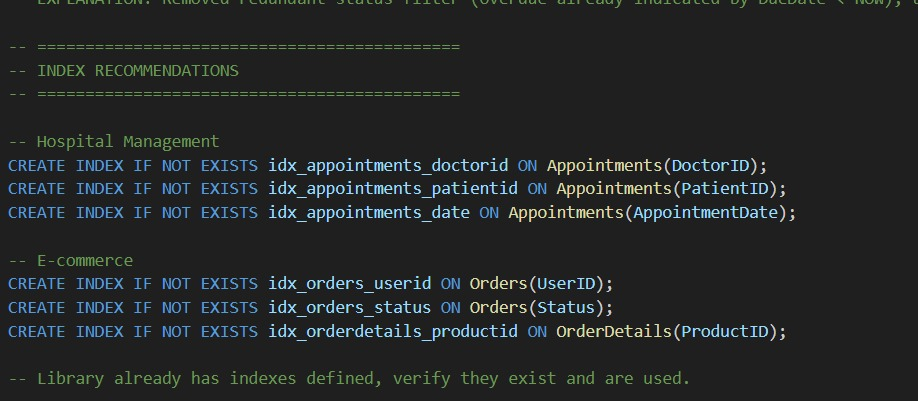 EXPLANATION: Removed redundant status filter (overdue already indicated by DueDate < Now),
-- ============================================
-- INDEX RECOMMENDATIONS
-- ============================================
-- Hospital Management
CREATE INDEX IF NOT EXISTS idx_appointments_doctorid ON Appointments(DoctorID);
CREATE INDEX IF NOT EXISTS idx_appointments_patientid ON Appointments(PatientID);
CREATE INDEX IF NOT EXISTS idx_appointments_date ON Appointments(AppointmentDate);
-- E-commerce
CREATE INDEX IF NOT EXISTS idx_orders_userid ON Orders(UserID);
CREATE INDEX IF NOT EXISTS idx_orders_status ON Orders(Status);
CREATE INDEX IF NOT EXISTS idx_orderdetails_productid ON OrderDetails(ProductID);
-- Library already has indexes defined, verify they exist and are used.